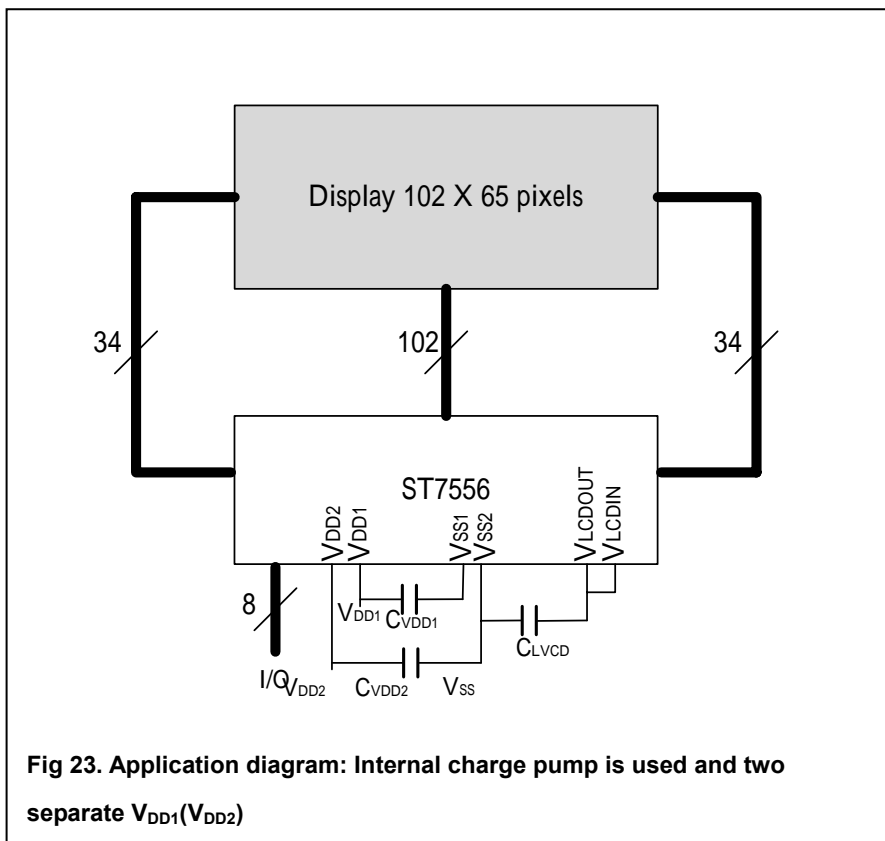 Display 102 X 65 pixels
34
102
34
ST7556
VDD2
VDD1
VSS1
VSS2
VLCDOUT
VLCDIN
8
VDD1
CVDD1
CLVCD
I/O
VDD2
CVDD2
VSS
Fig 23. Application diagram: Internal charge pump is used and two
separate VDD1(VDD2)